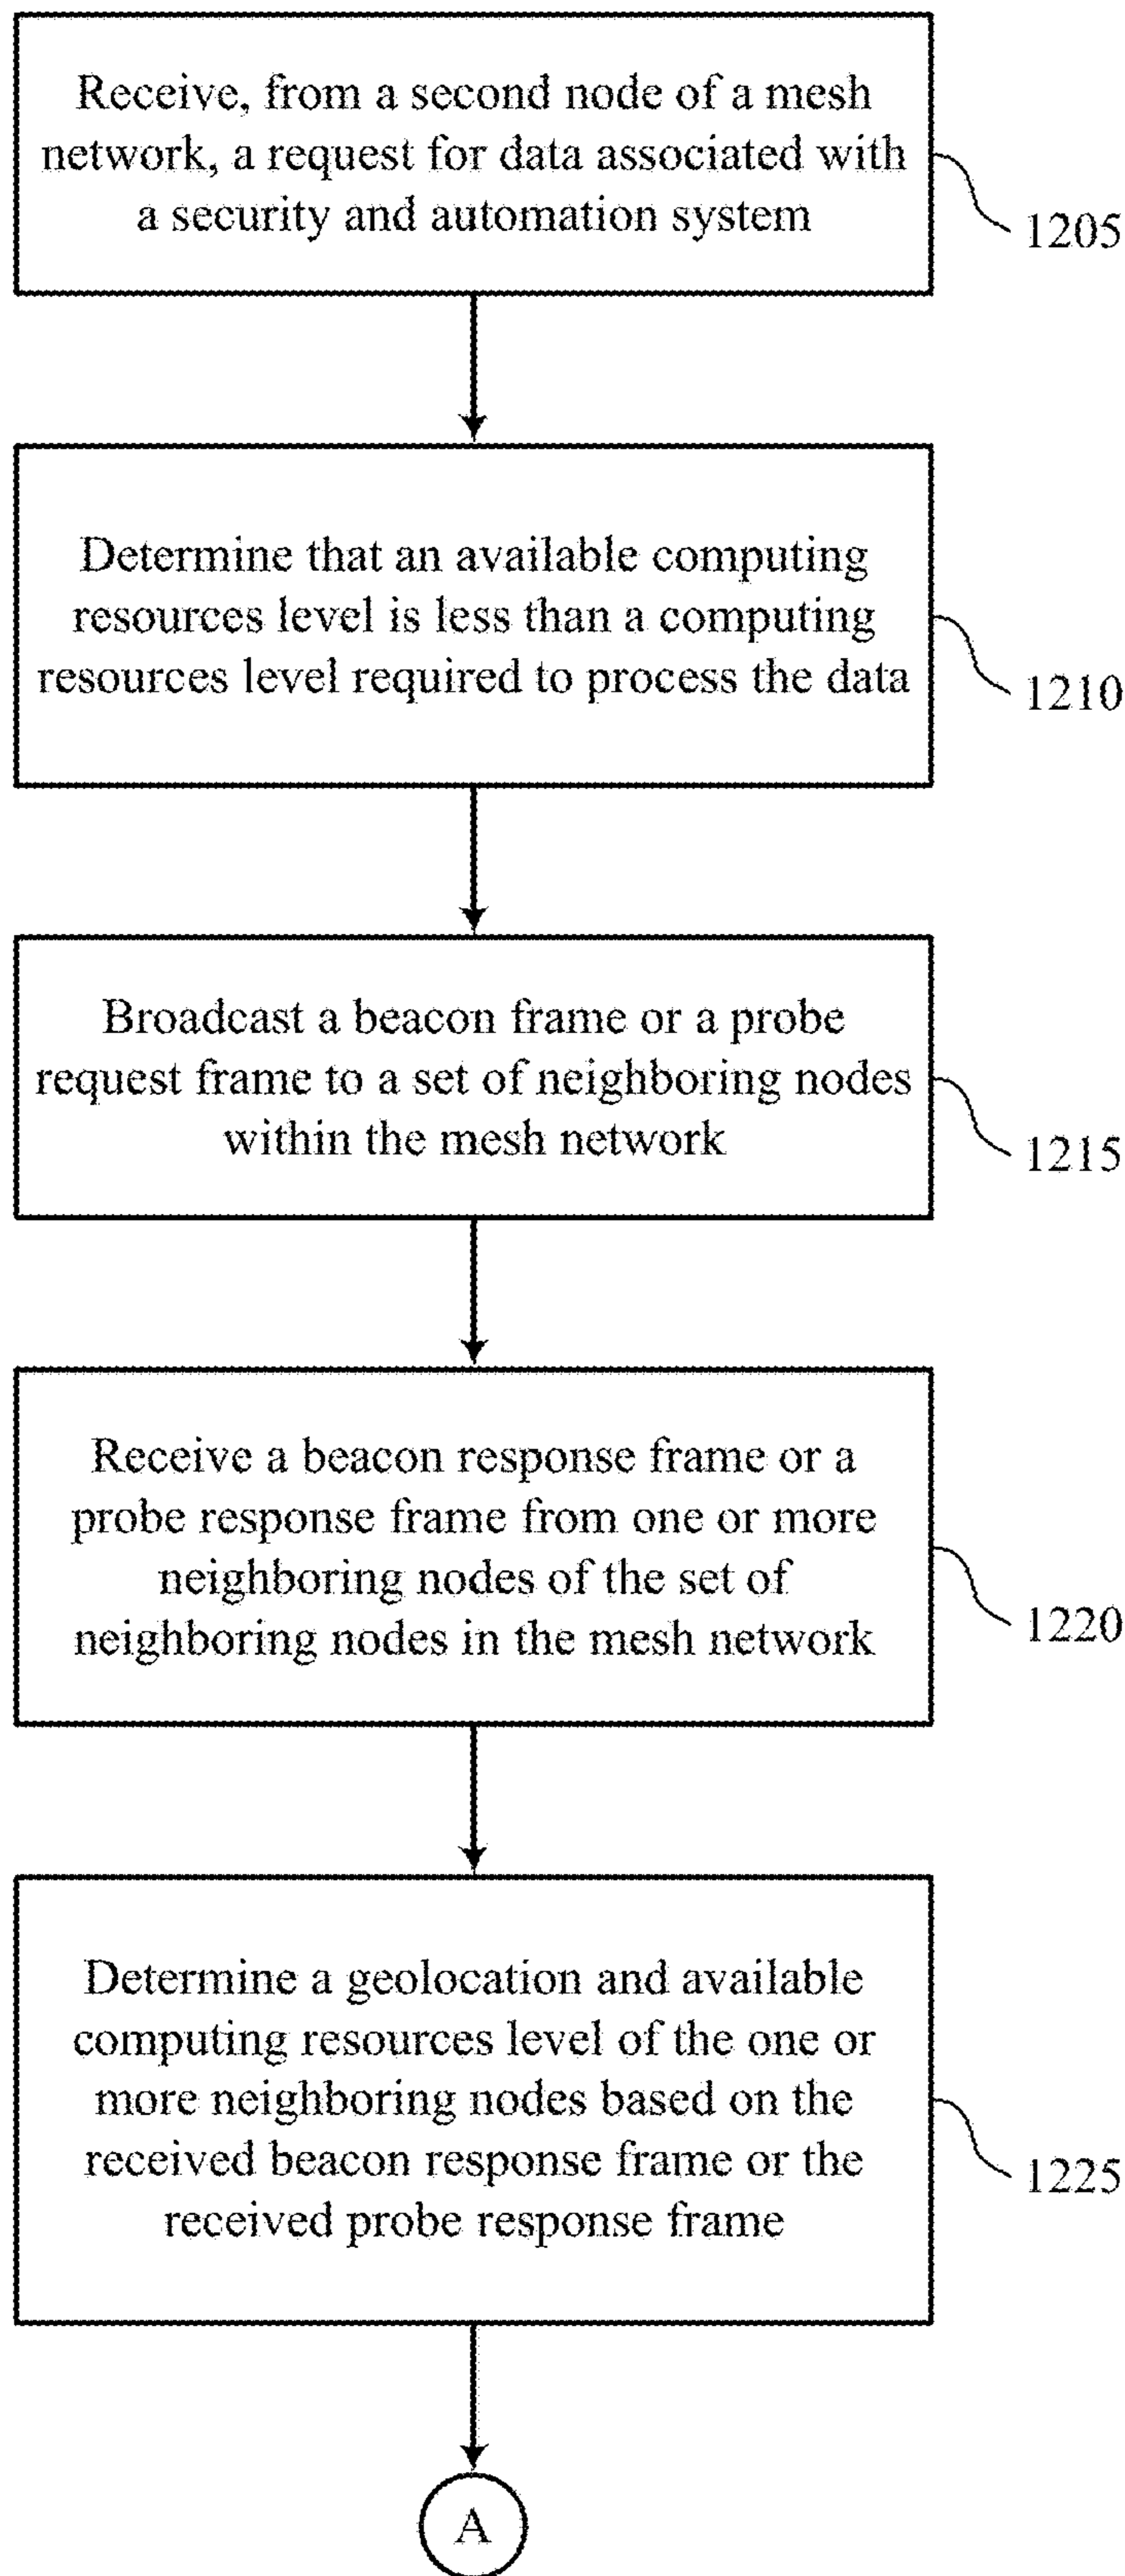 Receive, from a second node of a mesh
network, a request for data associated with
a security and automation system
1205
Determine that an available computing
resources level is less than a computing
resources level required to process the data
1210
Broadcast a beacon frame or a probe
request frame to a set of neighboring nodes
within the mesh network
1215
Receive a beacon response frame or a
probe response frame from one or more
neighboring nodes of the set of
neighboring nodes in the mesh network
1220
Determine a geolocation and available
computing resources level of the one or
more neighboring nodes based on the
received beacon response frame or the
received probe response frame
1225
A